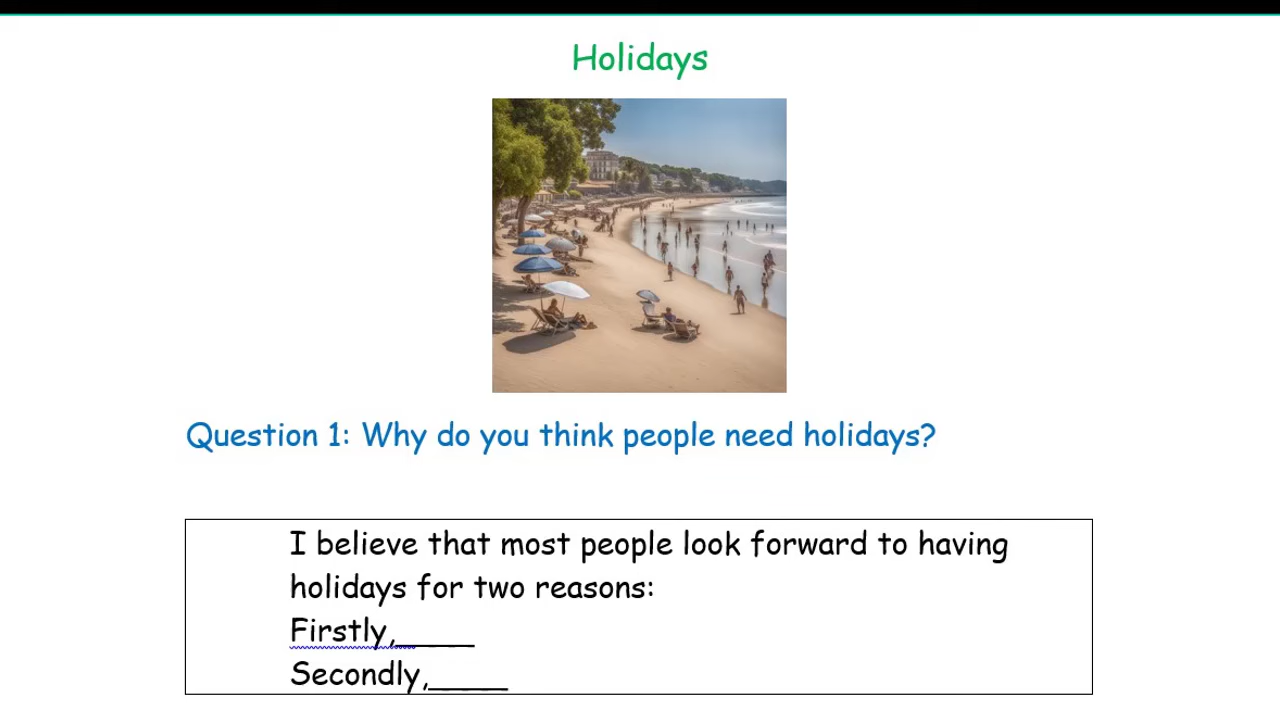 Holidays
Question 1: Why do you think people need holidays?
I believe that most people look forward to having
holidays for two reasons:
Firstly,_____
Secondly,_____